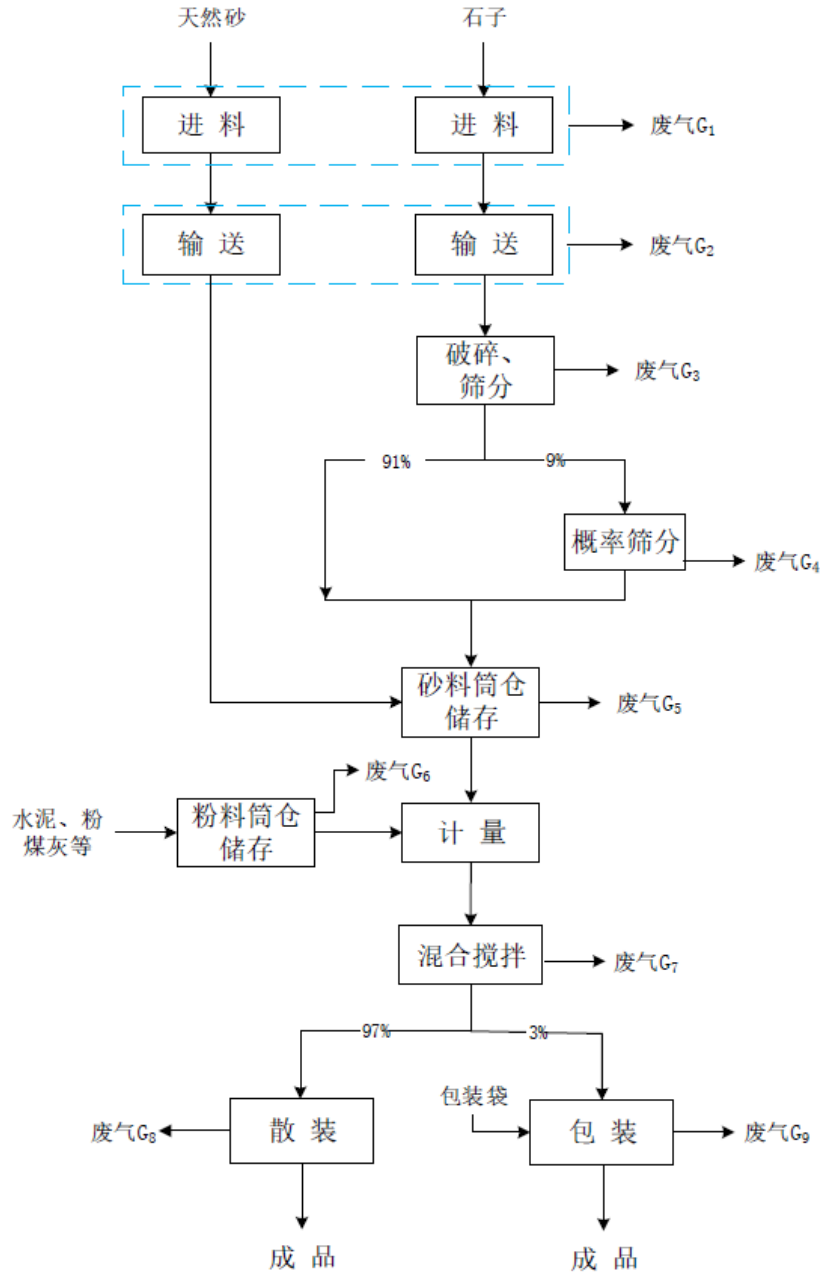 天然砂
石子
进 料
进 料
废气G₁
输 送
输 送
废气G₂
破碎、
筛分
废气G₃
91%
9%
概率筛分
废气G₄
砂料筒仓
储存
废气G₅
废气G₆
水泥、粉
煤灰等
粉料筒仓
储存
计 量
混合搅拌
废气G₇
97%
3%
包装袋
废气G₈
散 装
包 装
废气G₉
成 品
成 品